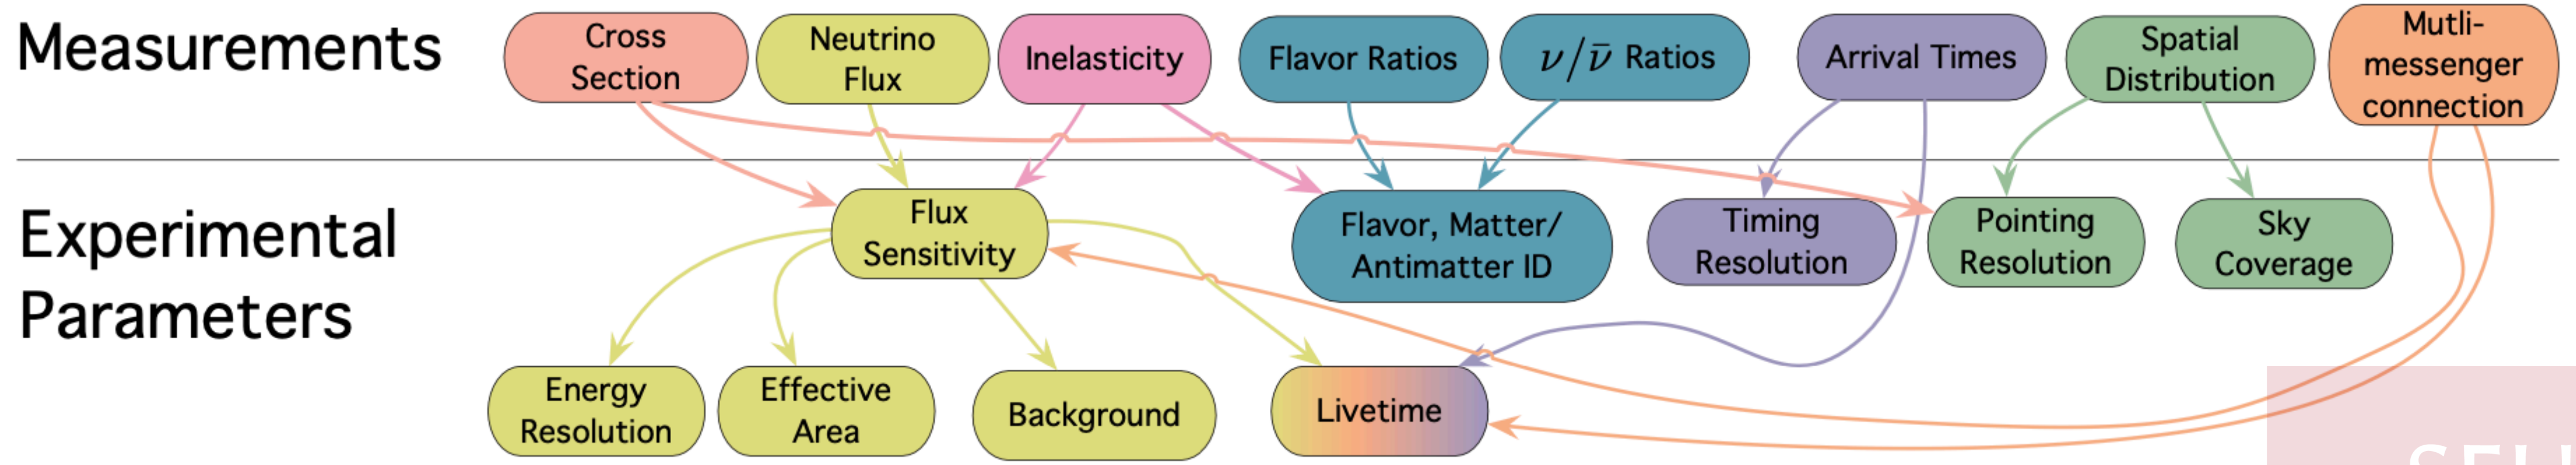 Measurements
Cross
Section
Neutrino
Flux
Inelasticity
Flavor Ratios
ν/ν̄ Ratios
Arrival Times
Spatial
Distribution
Mutli-
messenger
connection
Experimental
Parameters
Flux
Sensitivity
Flavor, Matter/
Antimatter ID
Timing
Resolution
Pointing
Resolution
Sky
Coverage
Energy
Resolution
Effective
Area
Background
Livetime